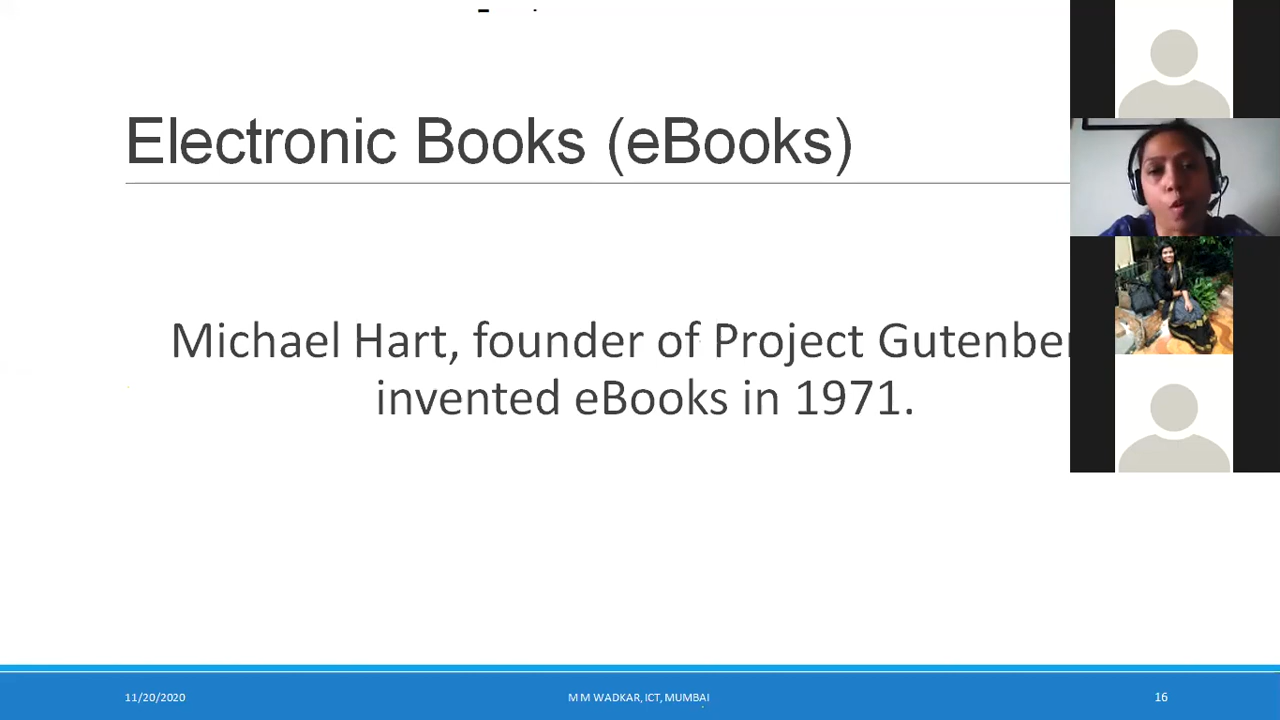 Electronic Books (eBooks)
Michael Hart, founder of Project
invented eBooks in 1971.
11/20/2020
M M WADKAR, ICT, MUMBAI
16